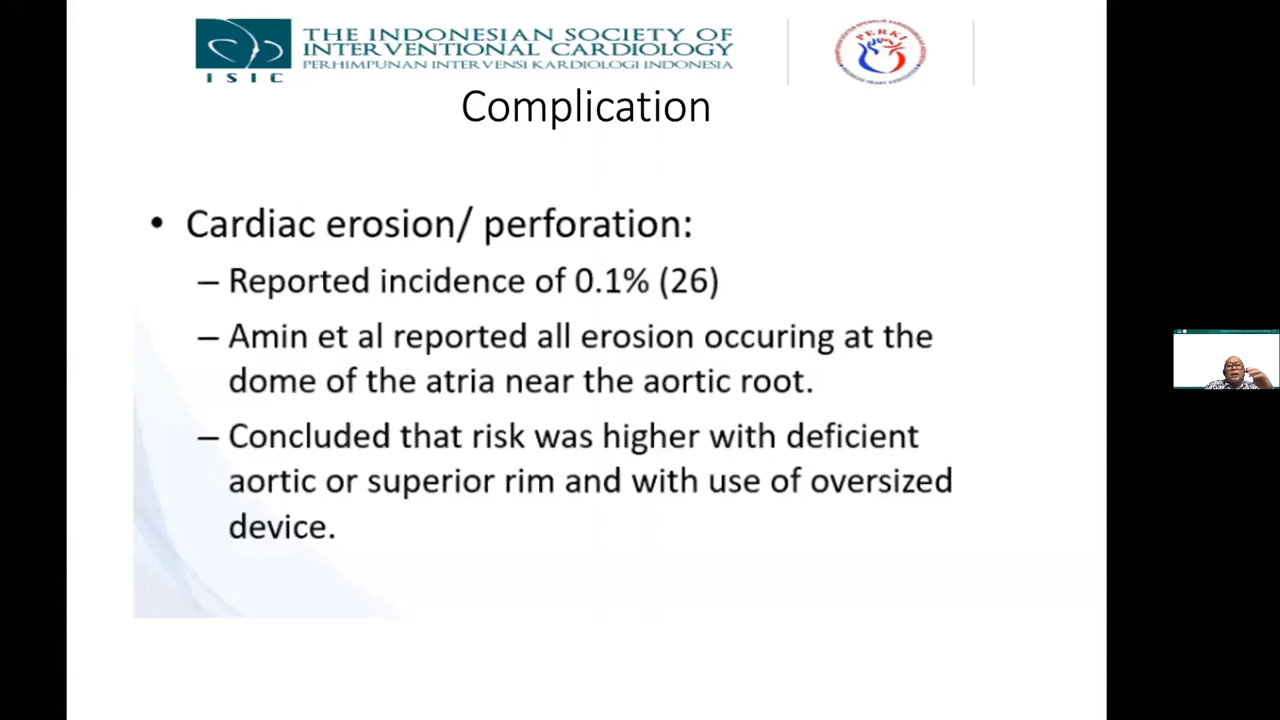 THE INDONESIAN SOCIETY OF
INTERVENTIONAL CARDIOLOGY
PERHIMPUNAN INTERVENSI KARDIOLOGI INDONESIA
I S I C
PERKI
Complication
• Cardiac erosion/ perforation:
– Reported incidence of 0.1% (26)
– Amin et al reported all erosion occuring at the
dome of the atria near the aortic root.
– Concluded that risk was higher with deficient
aortic or superior rim and with use of oversized
device.